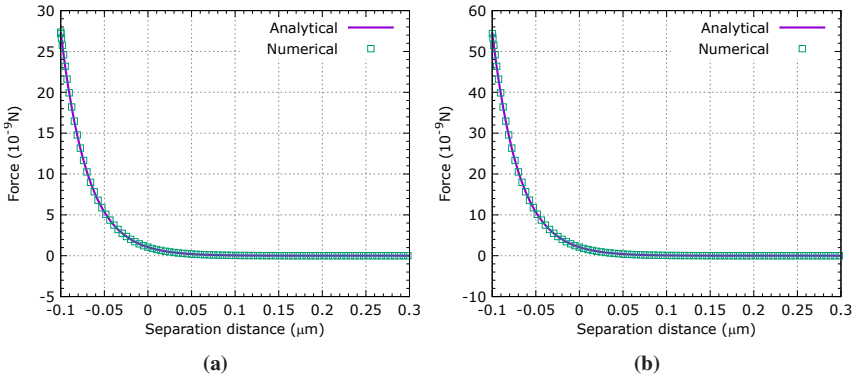 30
25
20
15
10
5
0
-5
-0.1 -0.05 0 0.05 0.1 0.15 0.2 0.25 0.3
Force (10⁻⁹N)
Separation distance (μm)
Analytical
Numerical
(a)
60
50
40
30
20
10
0
-10
-0.1 -0.05 0 0.05 0.1 0.15 0.2 0.25 0.3
Force (10⁻⁹N)
Separation distance (μm)
Analytical
Numerical
(b)